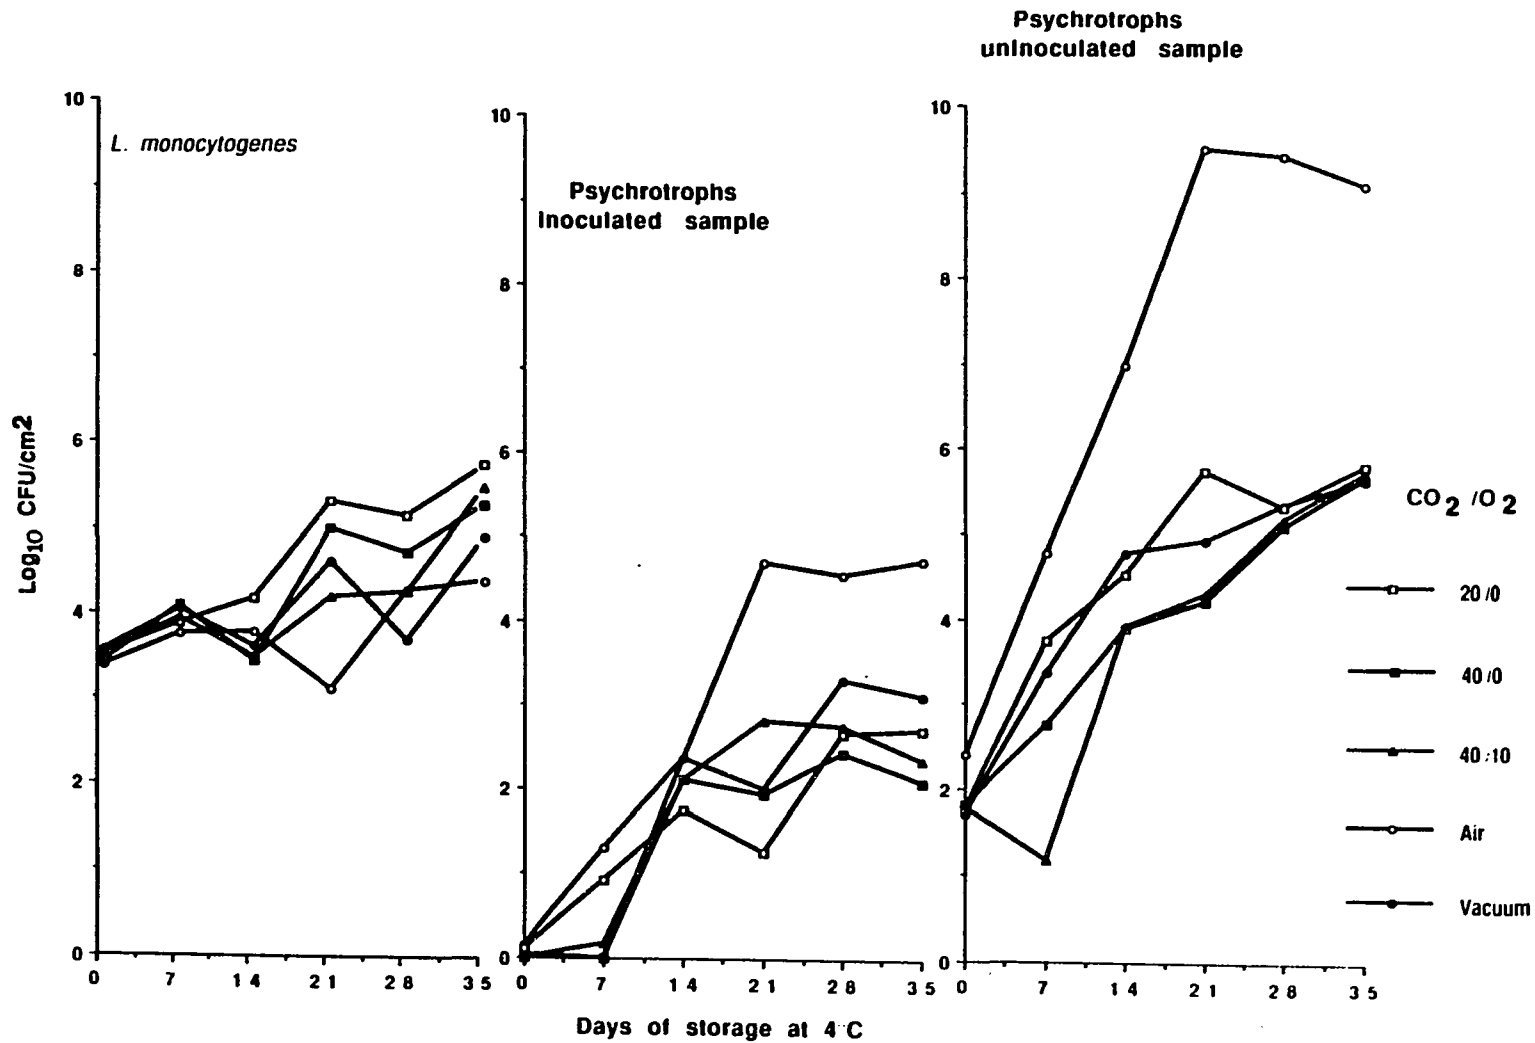 Psychrotrophs
uninoculated sample
L. monocytogenes
Psychrotrophs
inoculated sample
Log10 CFU/cm2
10
8
6
4
2
0
0 7 14 21 28 35
10
8
6
4
2
0
0 7 14 21 28 35
10
8
6
4
2
0
0 7 14 21 28 35
Days of storage at 4°C
CO2/O2
20/0
40/0
40/10
Air
Vacuum